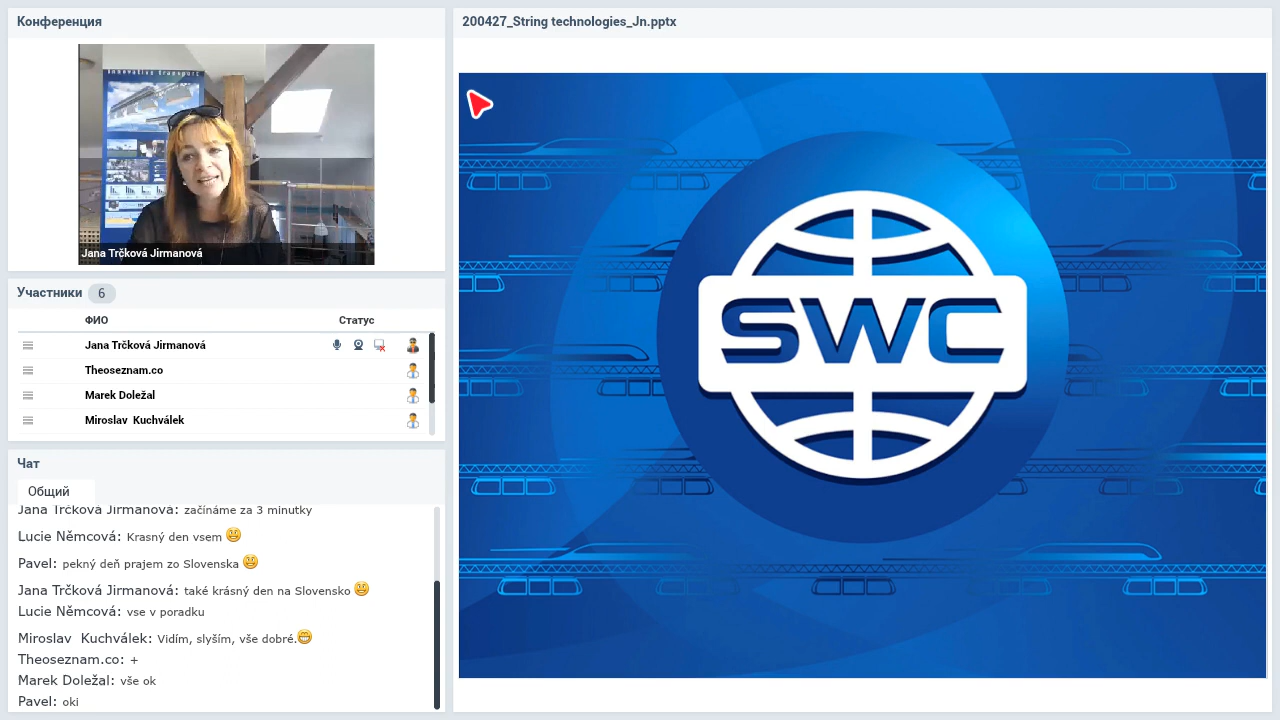 Конференция
innovative transport
Jana Trčková Jirmanová
Участники 6
ФИО Статус
Jana Trčková Jirmanová
Theoseznam.co
Marek Doležal
Miroslav Kuchválek
Чат
Общий
Jana Trčková Jirmanová: začínáme za 3 minutky
Lucie Němcová: Krasný den vsem
Pavel: pekný deň prajem zo Slovenska
Jana Trčková Jirmanová: také krásný den na Slovensko
Lucie Němcová: vse v poradku
Miroslav Kuchválek: Vidím, slyším, vše dobré.
Theoseznam.co: +
Marek Doležal: vše ok
Pavel: oki
200427_String technologies_Jn.pptx
SWC